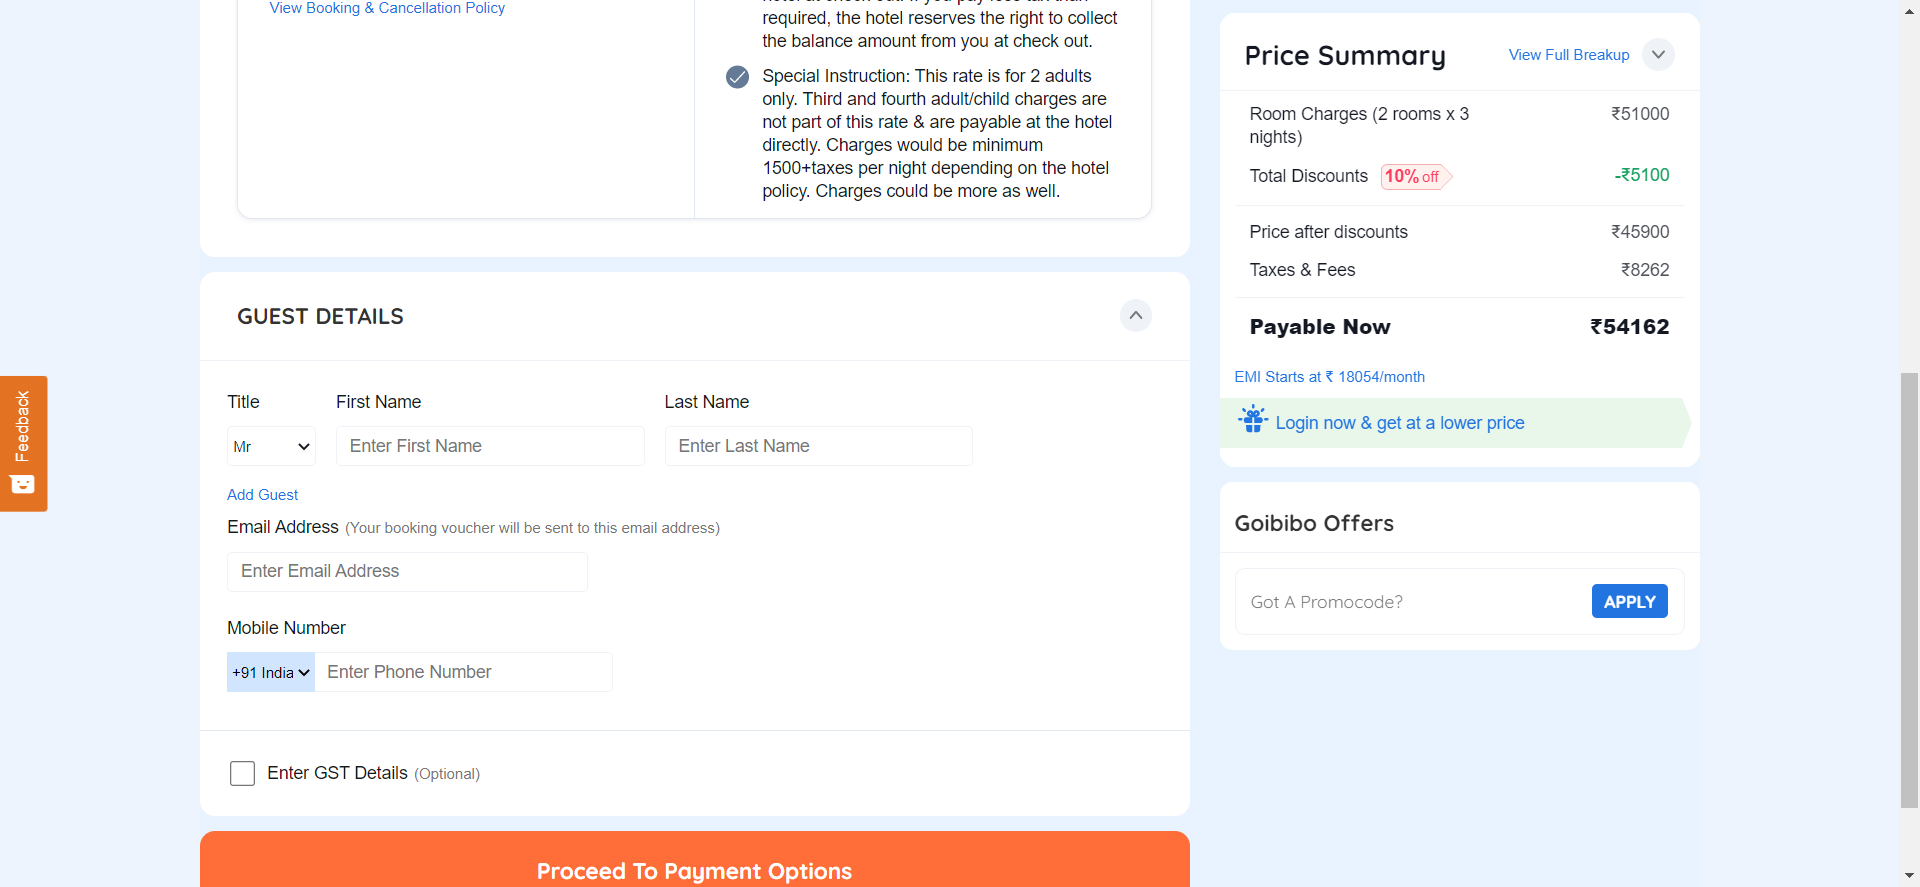 View Booking & Cancellation Policy
required, the hotel reserves the right to collect
the balance amount from you at check out.
Special Instruction: This rate is for 2 adults
only. Third and fourth adult/child charges are
not part of this rate & are payable at the hotel
directly. Charges would be minimum
1500+taxes per night depending on the hotel
policy. Charges could be more as well.
GUEST DETAILS
Title
First Name
Last Name
Mr
Enter First Name
Enter Last Name
Add Guest
Email Address (Your booking voucher will be sent to this email address)
Enter Email Address
Mobile Number
+91 India
Enter Phone Number
Enter GST Details (Optional)
Proceed To Payment Options
Feedback
Price Summary
View Full Breakup
Room Charges (2 rooms x 3
nights)
₹51000
Total Discounts
10% off
-₹5100
Price after discounts
₹45900
Taxes & Fees
₹8262
Payable Now
₹54162
EMI Starts at ₹ 18054/month
Login now & get at a lower price
Goibibo Offers
Got A Promocode?
APPLY